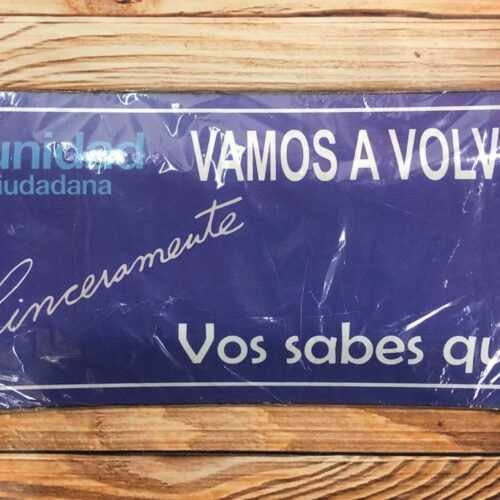 unidad
iudadana
VAMOS A VOLV
Sinceramente
Vos sabes qu